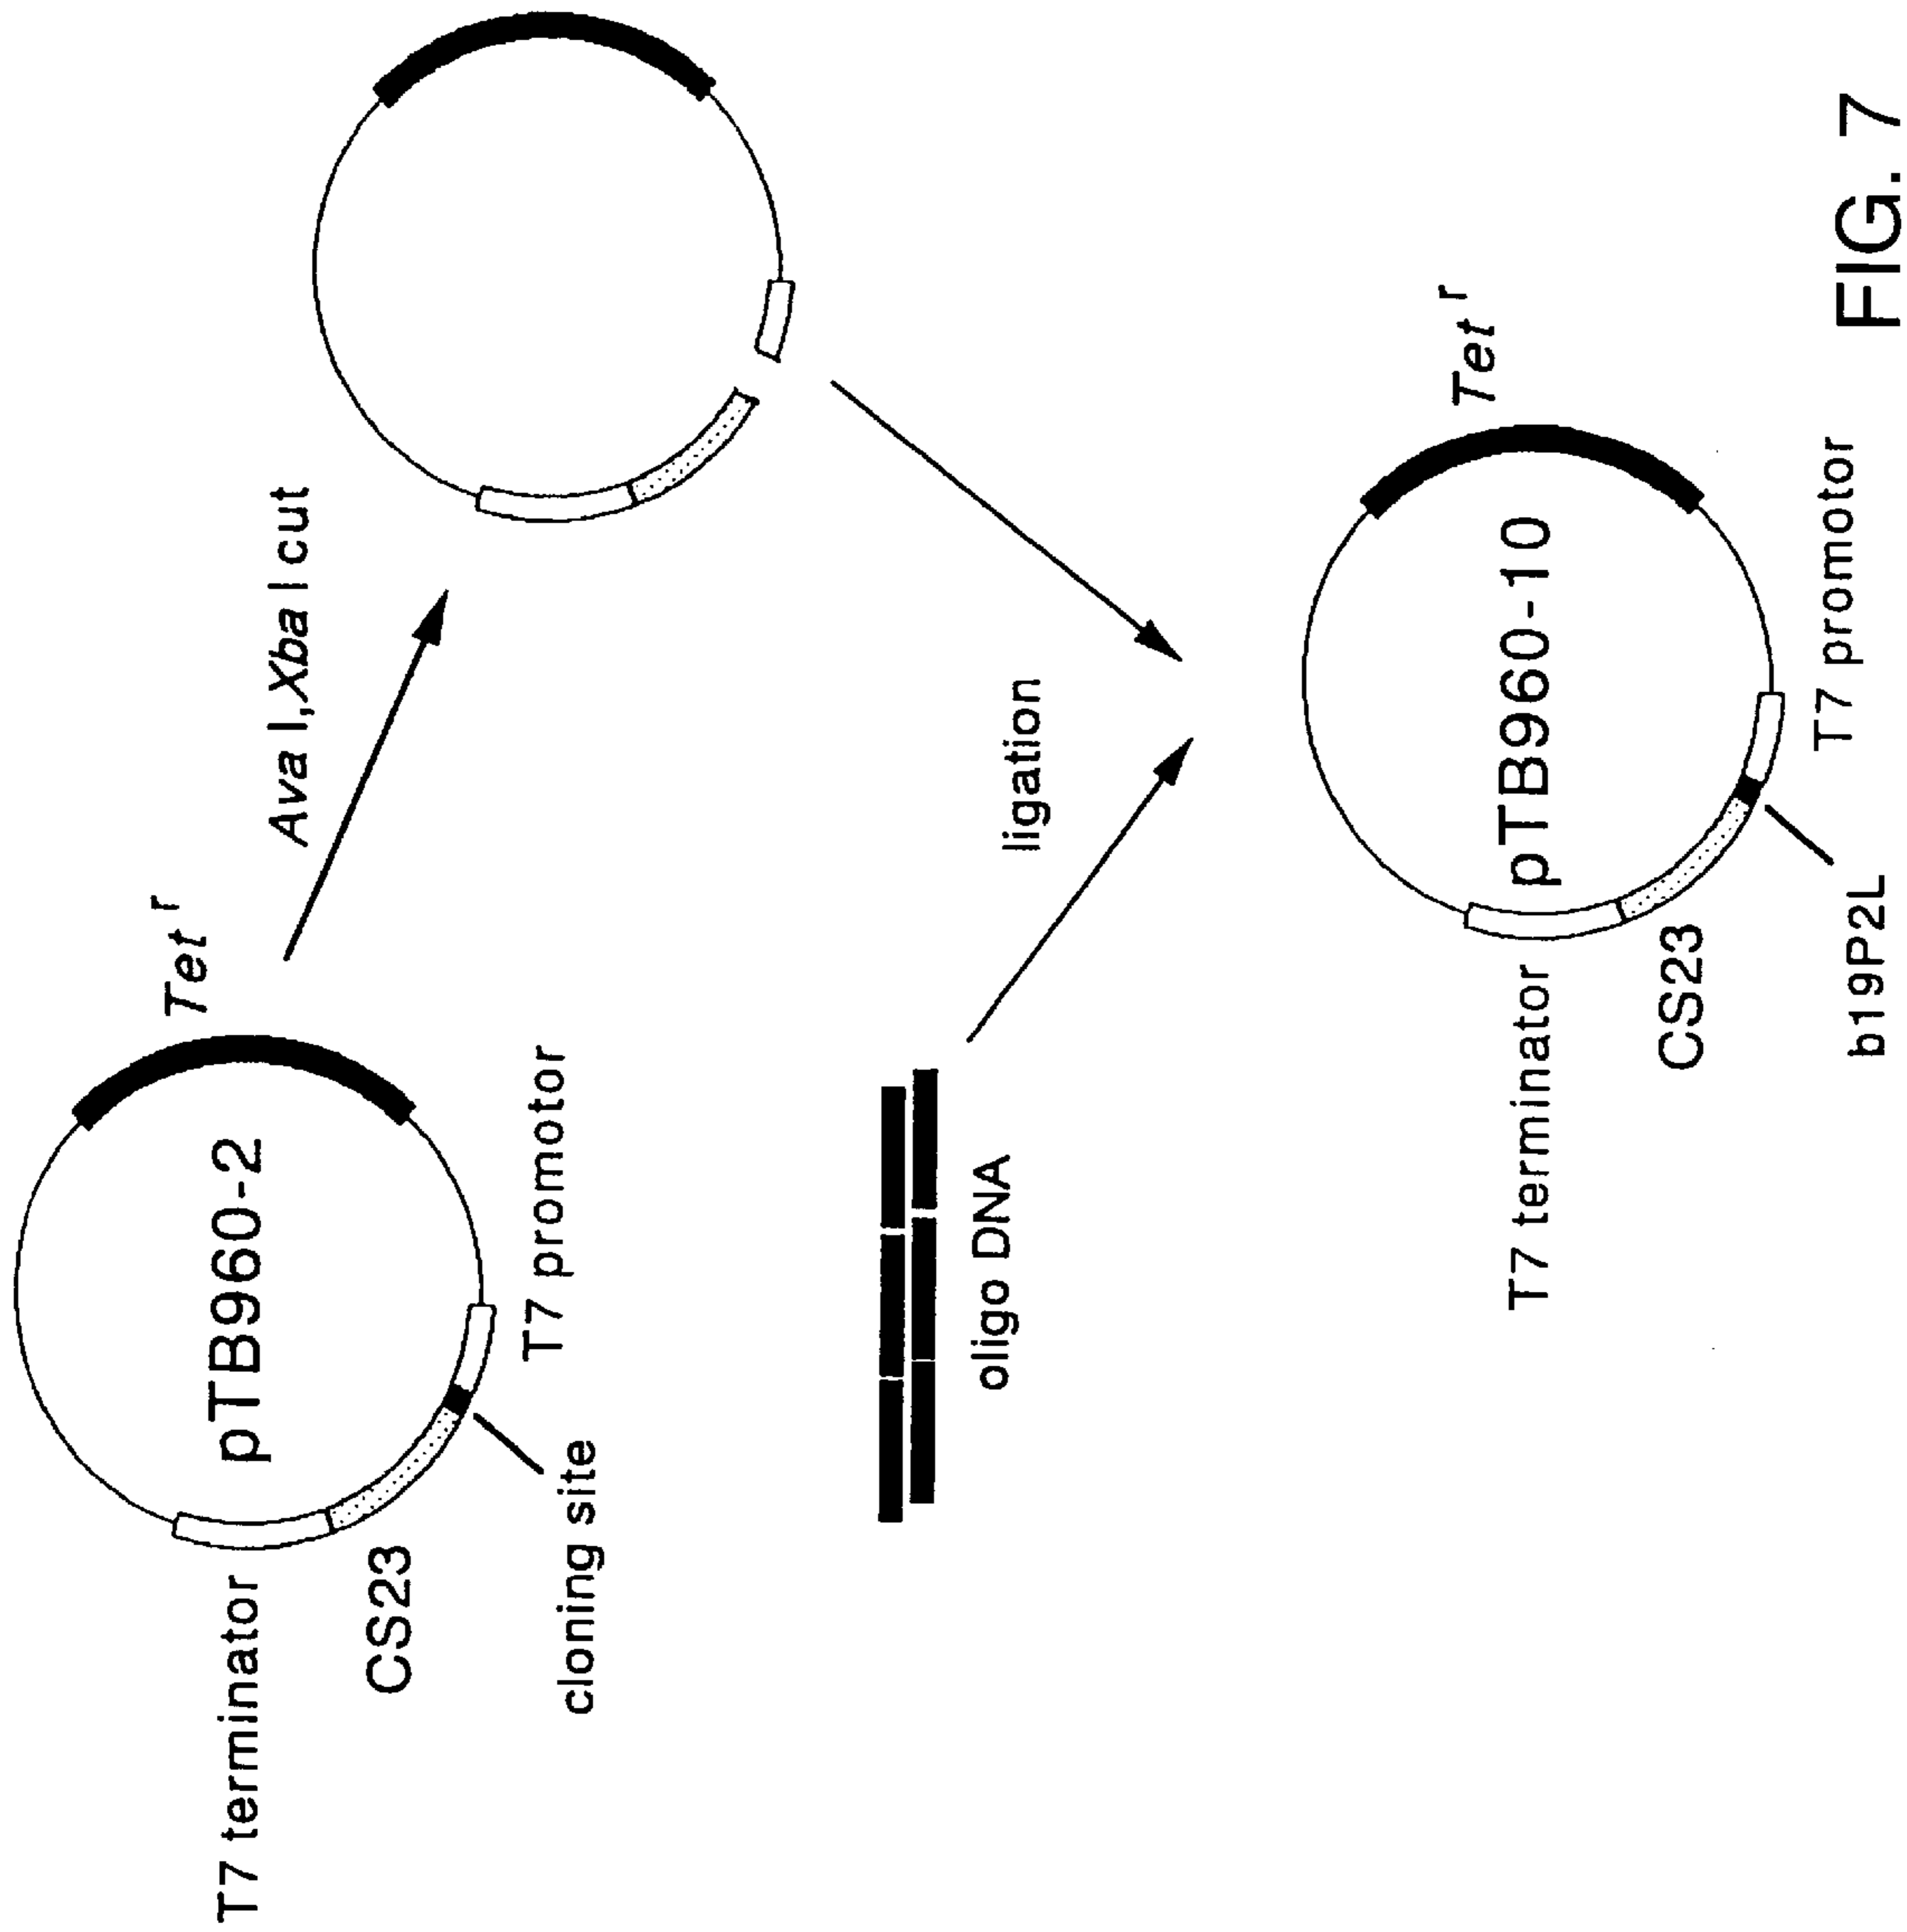 pTB960-2
Tet r
T7 terminator
CS23
cloning site
T7 promotor
Ava I, Xba I cut
oligo DNA
ligation
pTB960-10
Tet r
T7 terminator
CS23
b19P2L
T7 promotor
FIG. 7